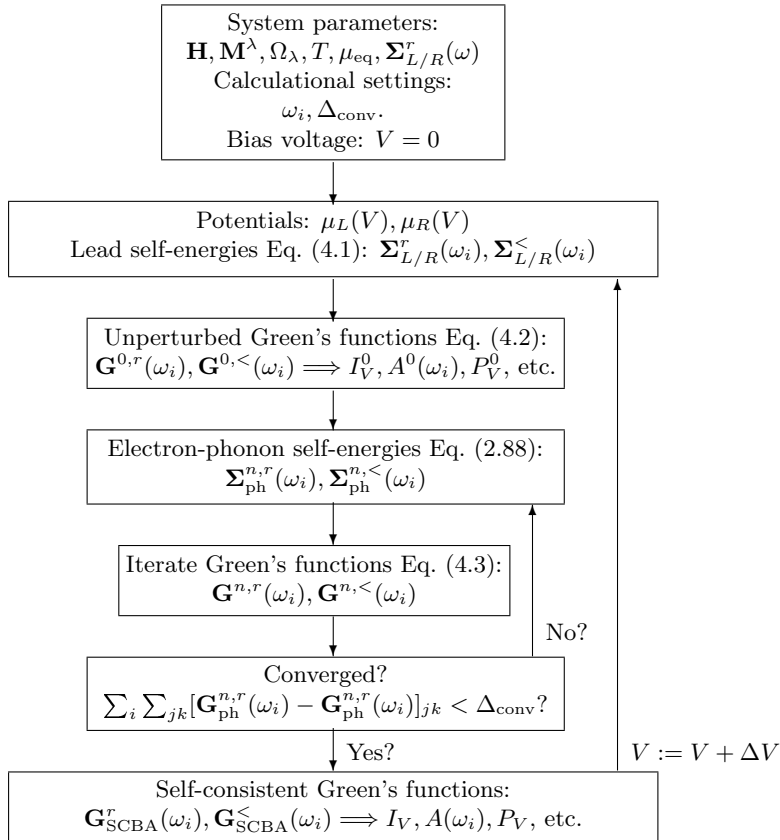 System parameters:
𝐇, 𝐌^λ, Ω_λ, T, μ_eq, 𝚺^r_{L/R}(ω)
Calculational settings:
ω_i, Δ_conv.
Bias voltage: V = 0
Potentials: μ_L(V), μ_R(V)
Lead self-energies Eq. (4.1): 𝚺^r_{L/R}(ω_i), 𝚺^<_{L/R}(ω_i)
Unperturbed Green's functions Eq. (4.2):
𝐆^{0,r}(ω_i), 𝐆^{0,<}(ω_i) ⟹ I^0_V, A^0(ω_i), P^0_V, etc.
Electron-phonon self-energies Eq. (2.88):
𝚺^{n,r}_ph(ω_i), 𝚺^{n,<}_ph(ω_i)
Iterate Green's functions Eq. (4.3):
𝐆^{n,r}(ω_i), 𝐆^{n,<}(ω_i)
No?
Converged?
∑_i ∑_{jk}[𝐆^{n,r}_ph(ω_i) − 𝐆^{n,r}_ph(ω_i)]_{jk} < Δ_conv?
Yes?
V := V + ΔV
Self-consistent Green's functions:
𝐆^r_SCBA(ω_i), 𝐆^<_SCBA(ω_i) ⟹ I_V, A(ω_i), P_V, etc.